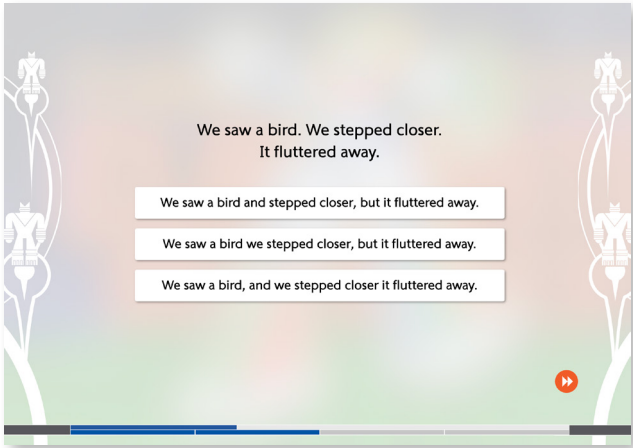 We saw a bird. We stepped closer.
It fluttered away.
We saw a bird and stepped closer, but it fluttered away.
We saw a bird we stepped closer, but it fluttered away.
We saw a bird, and we stepped closer it fluttered away.